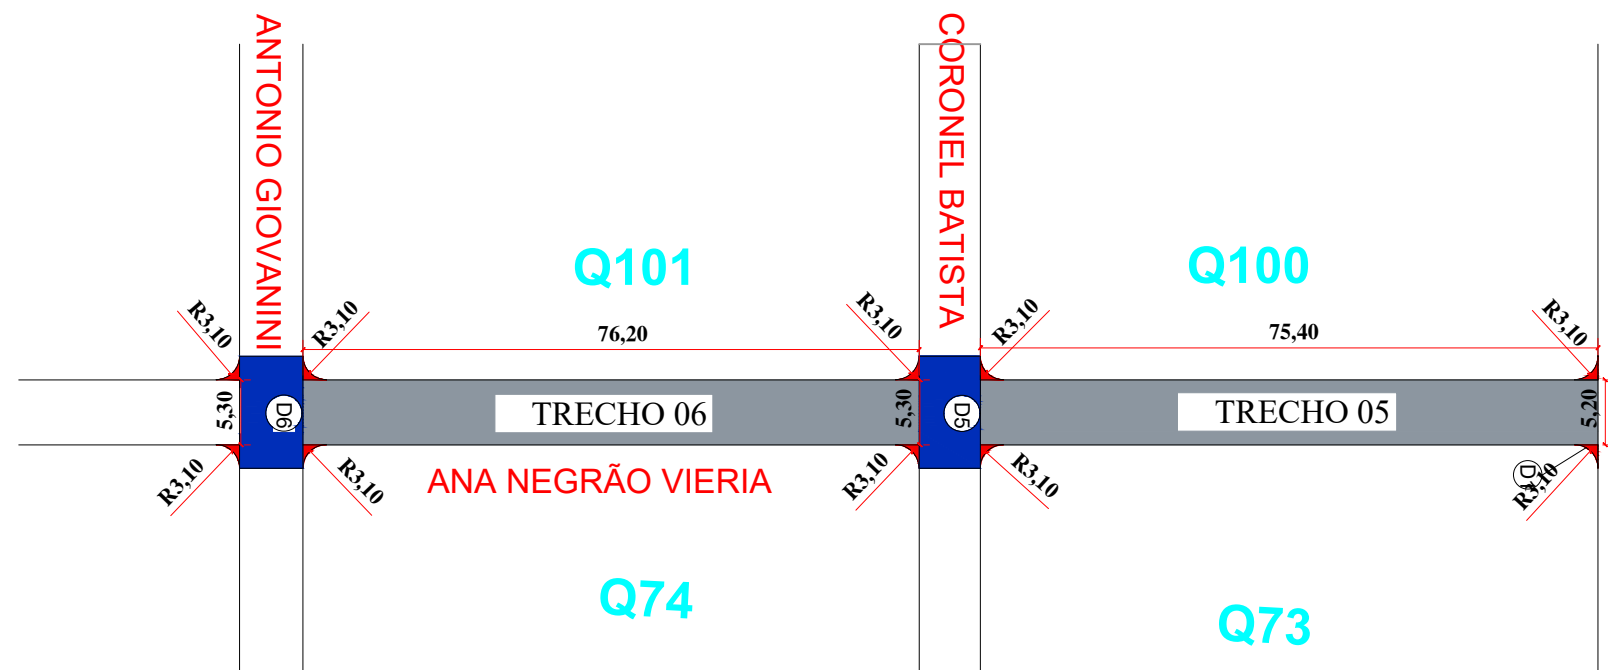 ANTONIO GIOVANINI
CORONEL BATISTA
Q101
Q100
R3,10
R3,10
R3,10
R3,10
R3,10
76,20
75,40
5,30
D6
TRECHO 06
5,30
D5
TRECHO 05
5,20
R3,10
R3,10
ANA NEGRÃO VIERIA
R3,10
R3,10
D
R3,10
Q74
Q73